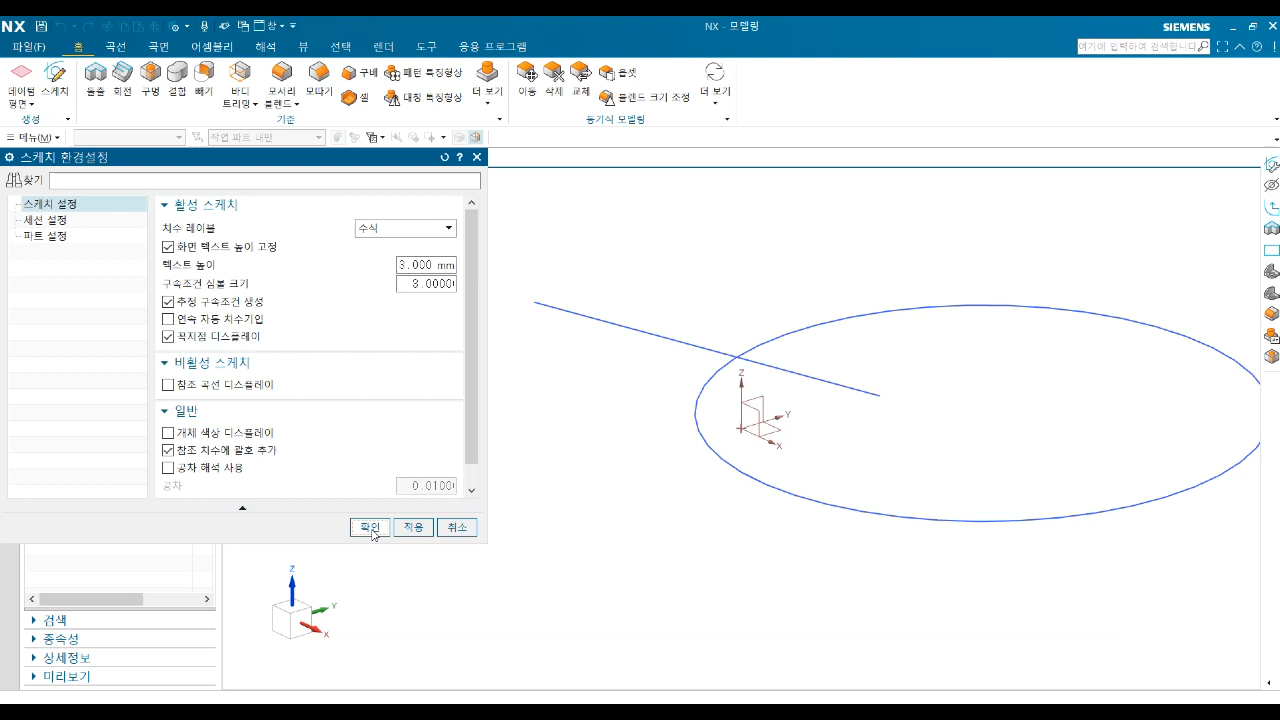 NX
창
NX - 모델링
SIEMENS
파일(F)
홈
곡선
곡면
어셈블리
해석
뷰
선택
렌더
도구
응용 프로그램
여기에 입력하여 검색합니다
데이텀
평면
스케치
돌출
회전
구멍
결합
빼기
바디
트리밍
모서리
블렌드
모따기
구배
셸
패턴 특징형상
대칭 특징형상
더 보기
이동
삭제
교체
옵셋
블렌드 크기 조정
더 보기
생성
기준
동기식 모델링
메뉴(M)
작업 파트 내만
스케치 환경설정
찾기
스케치 설정
세션 설정
파트 설정
활성 스케치
치수 레이블
수식
화면 텍스트 높이 고정
텍스트 높이
3.000 mm
구속조건 심볼 크기
3.0000
추정 구속조건 생성
연속 자동 치수기입
꼭지점 디스플레이
비활성 스케치
참조 곡선 디스플레이
일반
개체 색상 디스플레이
참조 치수에 괄호 추가
공차 해석 사용
공차
0.0100
확인
적용
취소
Z
Y
X
Z
Y
X
검색
종속성
상세정보
미리보기